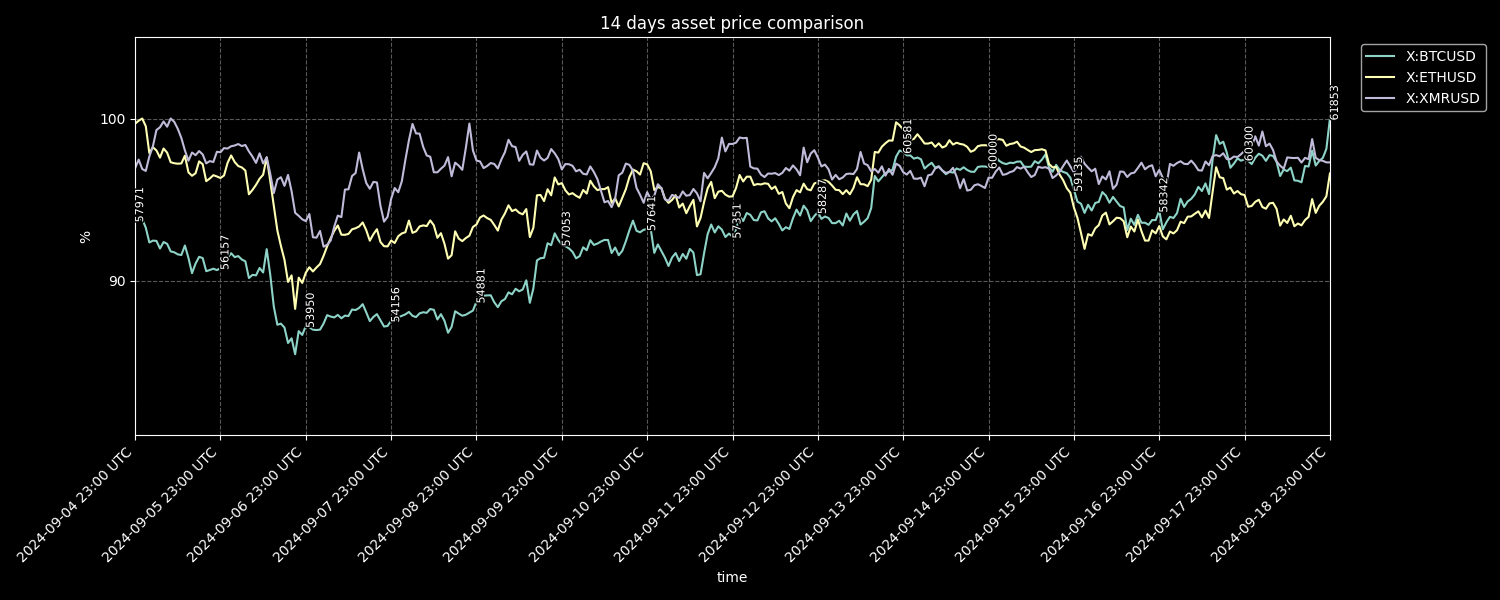 14 days asset price comparison
X:BTCUSD
X:ETHUSD
X:XMRUSD
%
100
90
57971
56157
53950
54156
54881
57053
57641
57351
58287
60581
60000
59135
58342
60300
61853
2024-09-04 23:00 UTC
2024-09-05 23:00 UTC
2024-09-06 23:00 UTC
2024-09-07 23:00 UTC
2024-09-08 23:00 UTC
2024-09-09 23:00 UTC
2024-09-10 23:00 UTC
2024-09-11 23:00 UTC
2024-09-12 23:00 UTC
2024-09-13 23:00 UTC
2024-09-14 23:00 UTC
2024-09-15 23:00 UTC
2024-09-16 23:00 UTC
2024-09-17 23:00 UTC
2024-09-18 23:00 UTC
time